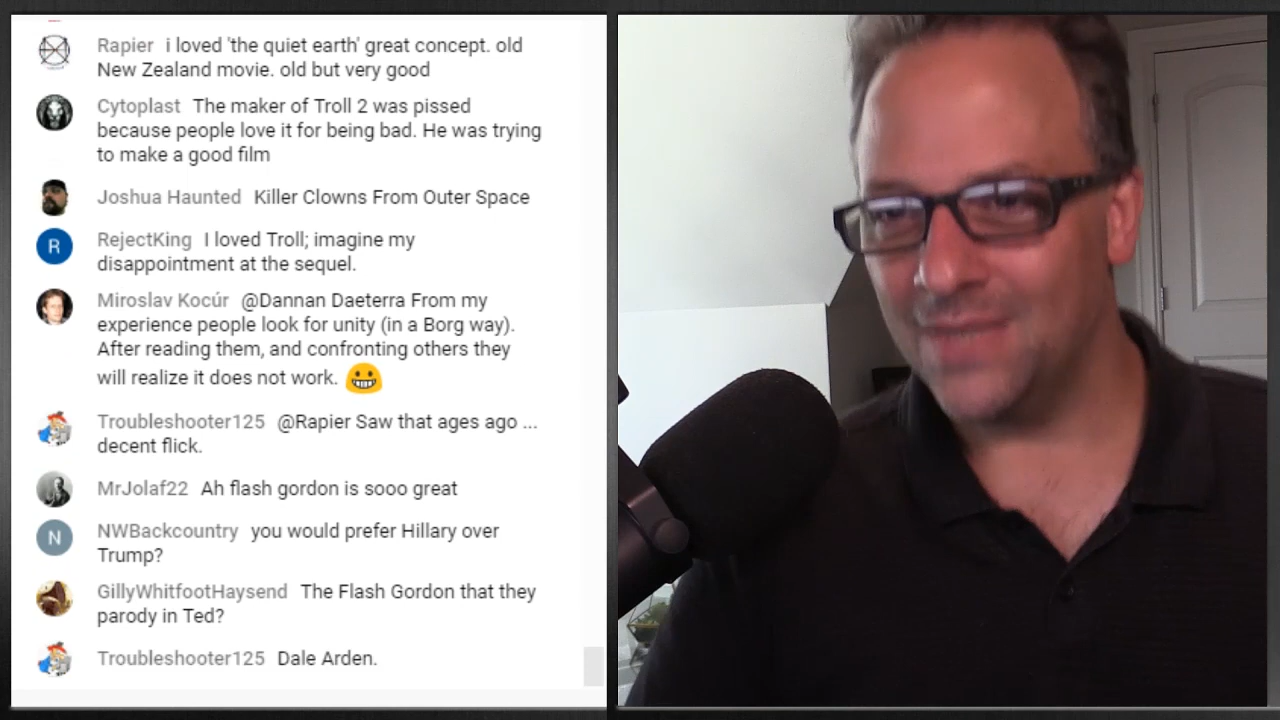 Rapier i loved 'the quiet earth' great concept. old
New Zealand movie. old but very good
Cytoplast The maker of Troll 2 was pissed
because people love it for being bad. He was trying
to make a good film
Joshua Haunted Killer Clowns From Outer Space
R
RejectKing I loved Troll; imagine my
disappointment at the sequel.
Miroslav Kocúr @Dannan Daeterra From my
experience people look for unity (in a Borg way).
After reading them, and confronting others they
will realize it does not work. 😀
Troubleshooter125 @Rapier Saw that ages ago ...
decent flick.
MrJolaf22 Ah flash gordon is sooo great
N
NWBackcountry you would prefer Hillary over
Trump?
GillyWhitfootHaysend The Flash Gordon that they
parody in Ted?
Troubleshooter125 Dale Arden.